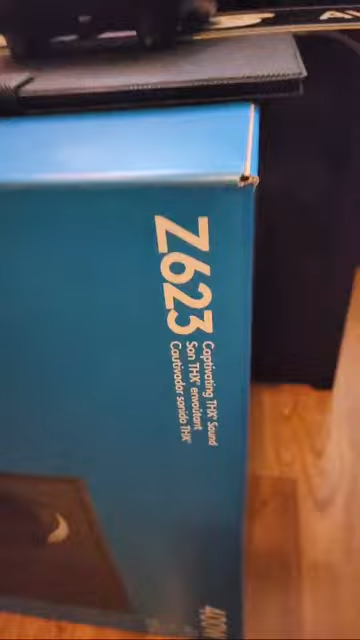 Z623
Captivating THX® Sound
Son THX® envoûtant
Cautivador sonido THX®